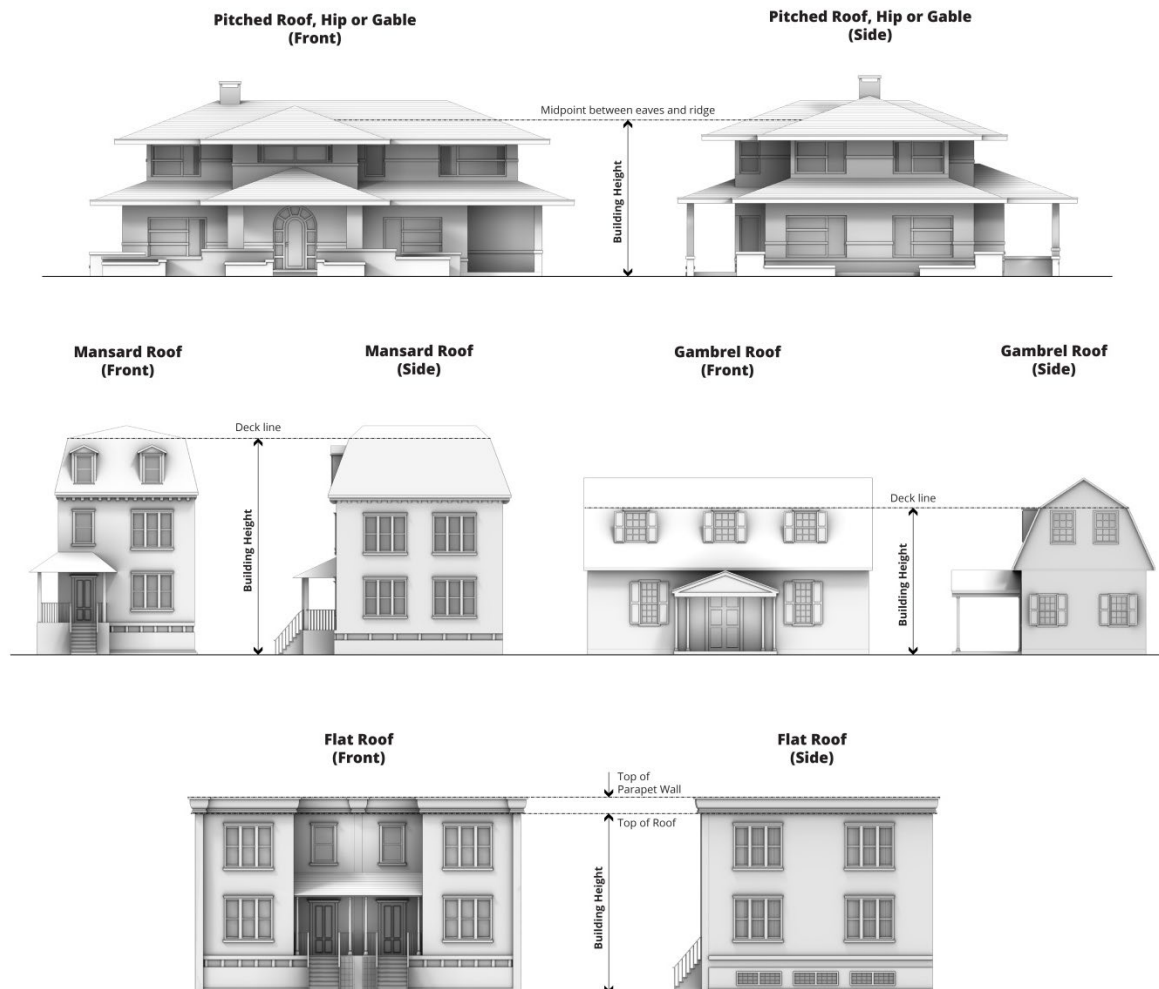 Pitched Roof, Hip or Gable
(Front)
Pitched Roof, Hip or Gable
(Side)
Midpoint between eaves and ridge
Building Height
Mansard Roof
(Front)
Mansard Roof
(Side)
Gambrel Roof
(Front)
Gambrel Roof
(Side)
Deck line
Building Height
Deck line
Building Height
Flat Roof
(Front)
Flat Roof
(Side)
Top of
Parapet Wall
Top of Roof
Building Height